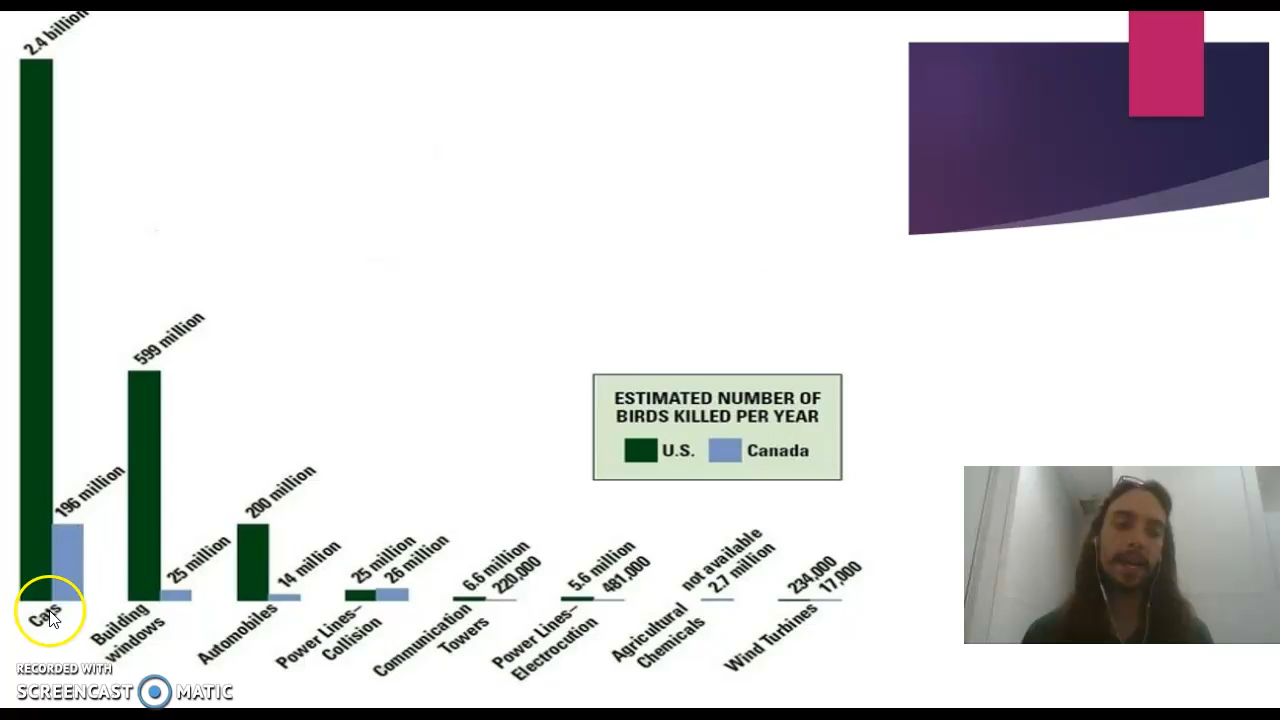 2.4 billion
196 million
599 million
25 million
200 million
14 million
25 million
26 million
6.6 million
220,000
5.6 million
481,000
not available
2.7 million
234,000
17,000
ESTIMATED NUMBER OF
BIRDS KILLED PER YEAR
U.S.
Canada
Building
windows
Automobiles
Power Lines–
Collision
Communication
Towers
Power Lines–
Electrocution
Agricultural
Chemicals
Wind Turbines
RECORDED WITH
SCREENCAST MATIC